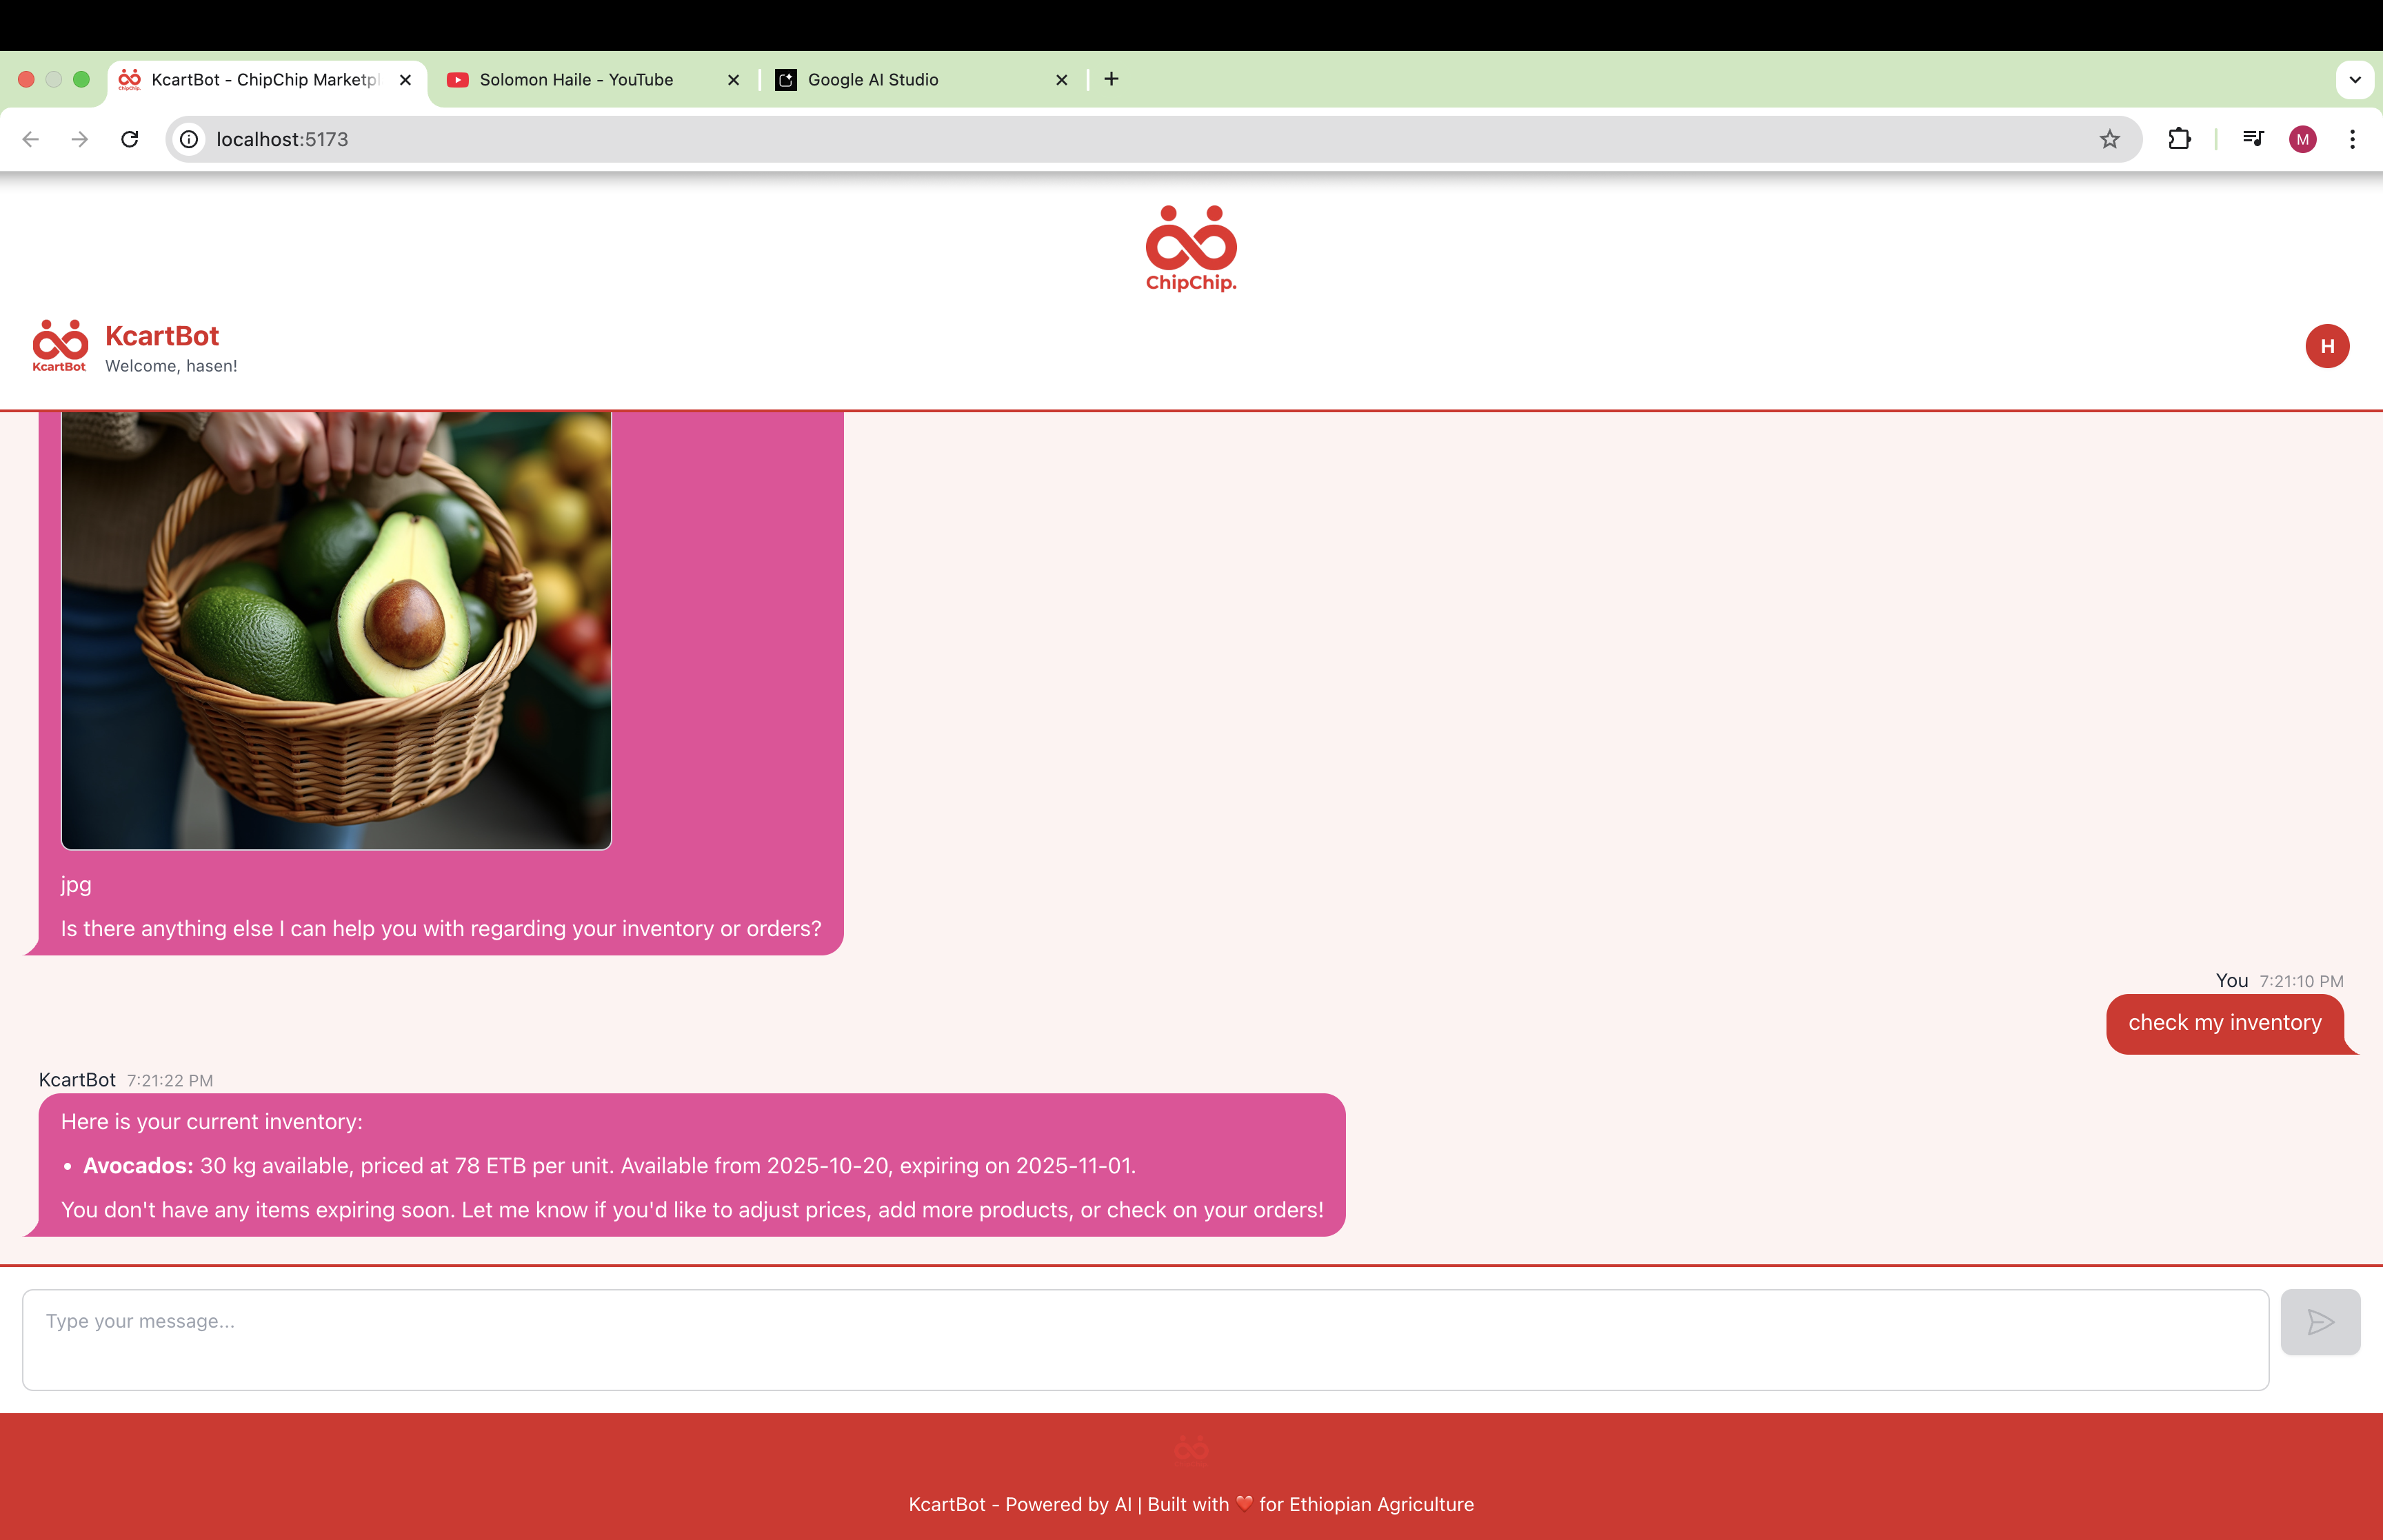 KcartBot - ChipChip Marketpl
Solomon Haile - YouTube
Google AI Studio
localhost:5173
M
ChipChip.
KcartBot
KcartBot
Welcome, hasen!
H
jpg
Is there anything else I can help you with regarding your inventory or orders?
You 7:21:10 PM
check my inventory
KcartBot 7:21:22 PM
Here is your current inventory:
• Avocados: 30 kg available, priced at 78 ETB per unit. Available from 2025-10-20, expiring on 2025-11-01.
You don't have any items expiring soon. Let me know if you'd like to adjust prices, add more products, or check on your orders!
Type your message...
KcartBot - Powered by AI | Built with ❤️ for Ethiopian Agriculture